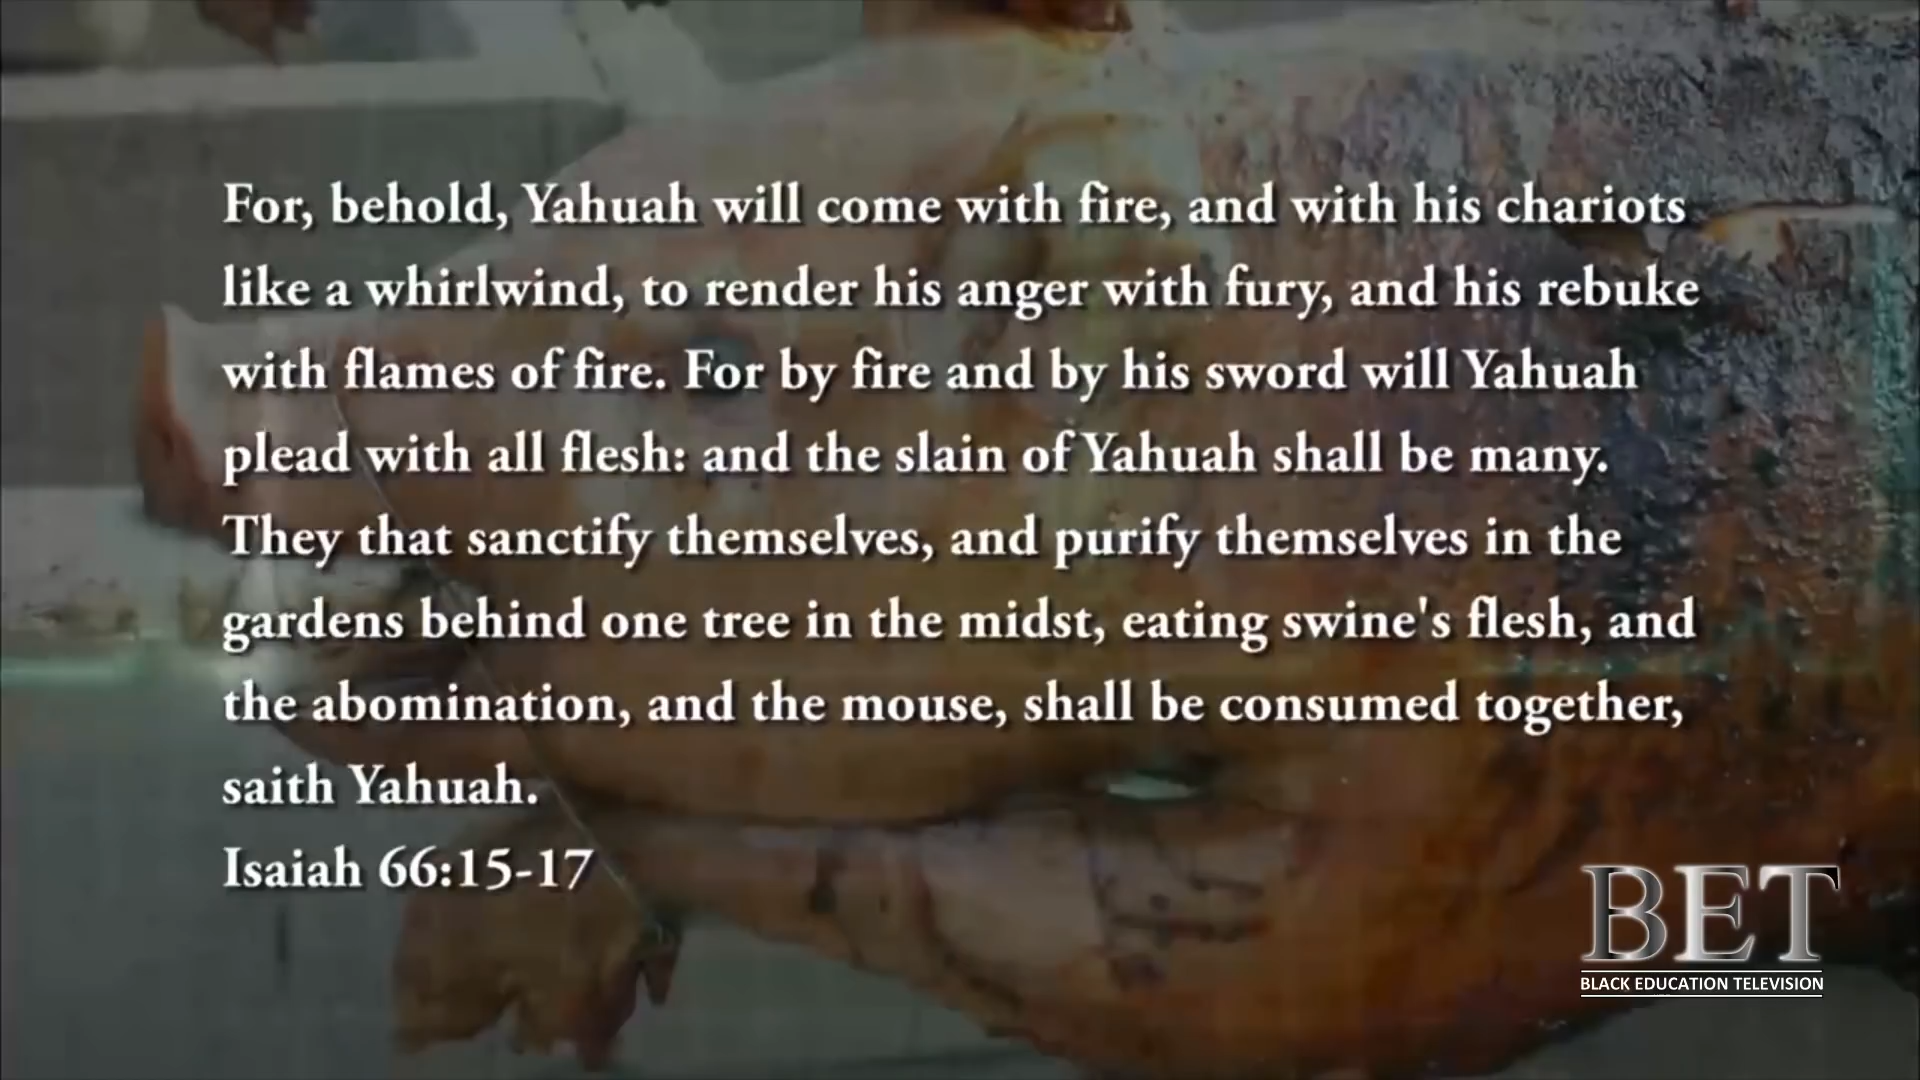 For, behold, Yahuah will come with fire, and with his chariots
like a whirlwind, to render his anger with fury, and his rebuke
with flames of fire. For by fire and by his sword will Yahuah
plead with all flesh: and the slain of Yahuah shall be many.
They that sanctify themselves, and purify themselves in the
gardens behind one tree in the midst, eating swine's flesh, and
the abomination, and the mouse, shall be consumed together,
saith Yahuah.
Isaiah 66:15-17
BET
BLACK EDUCATION TELEVISION